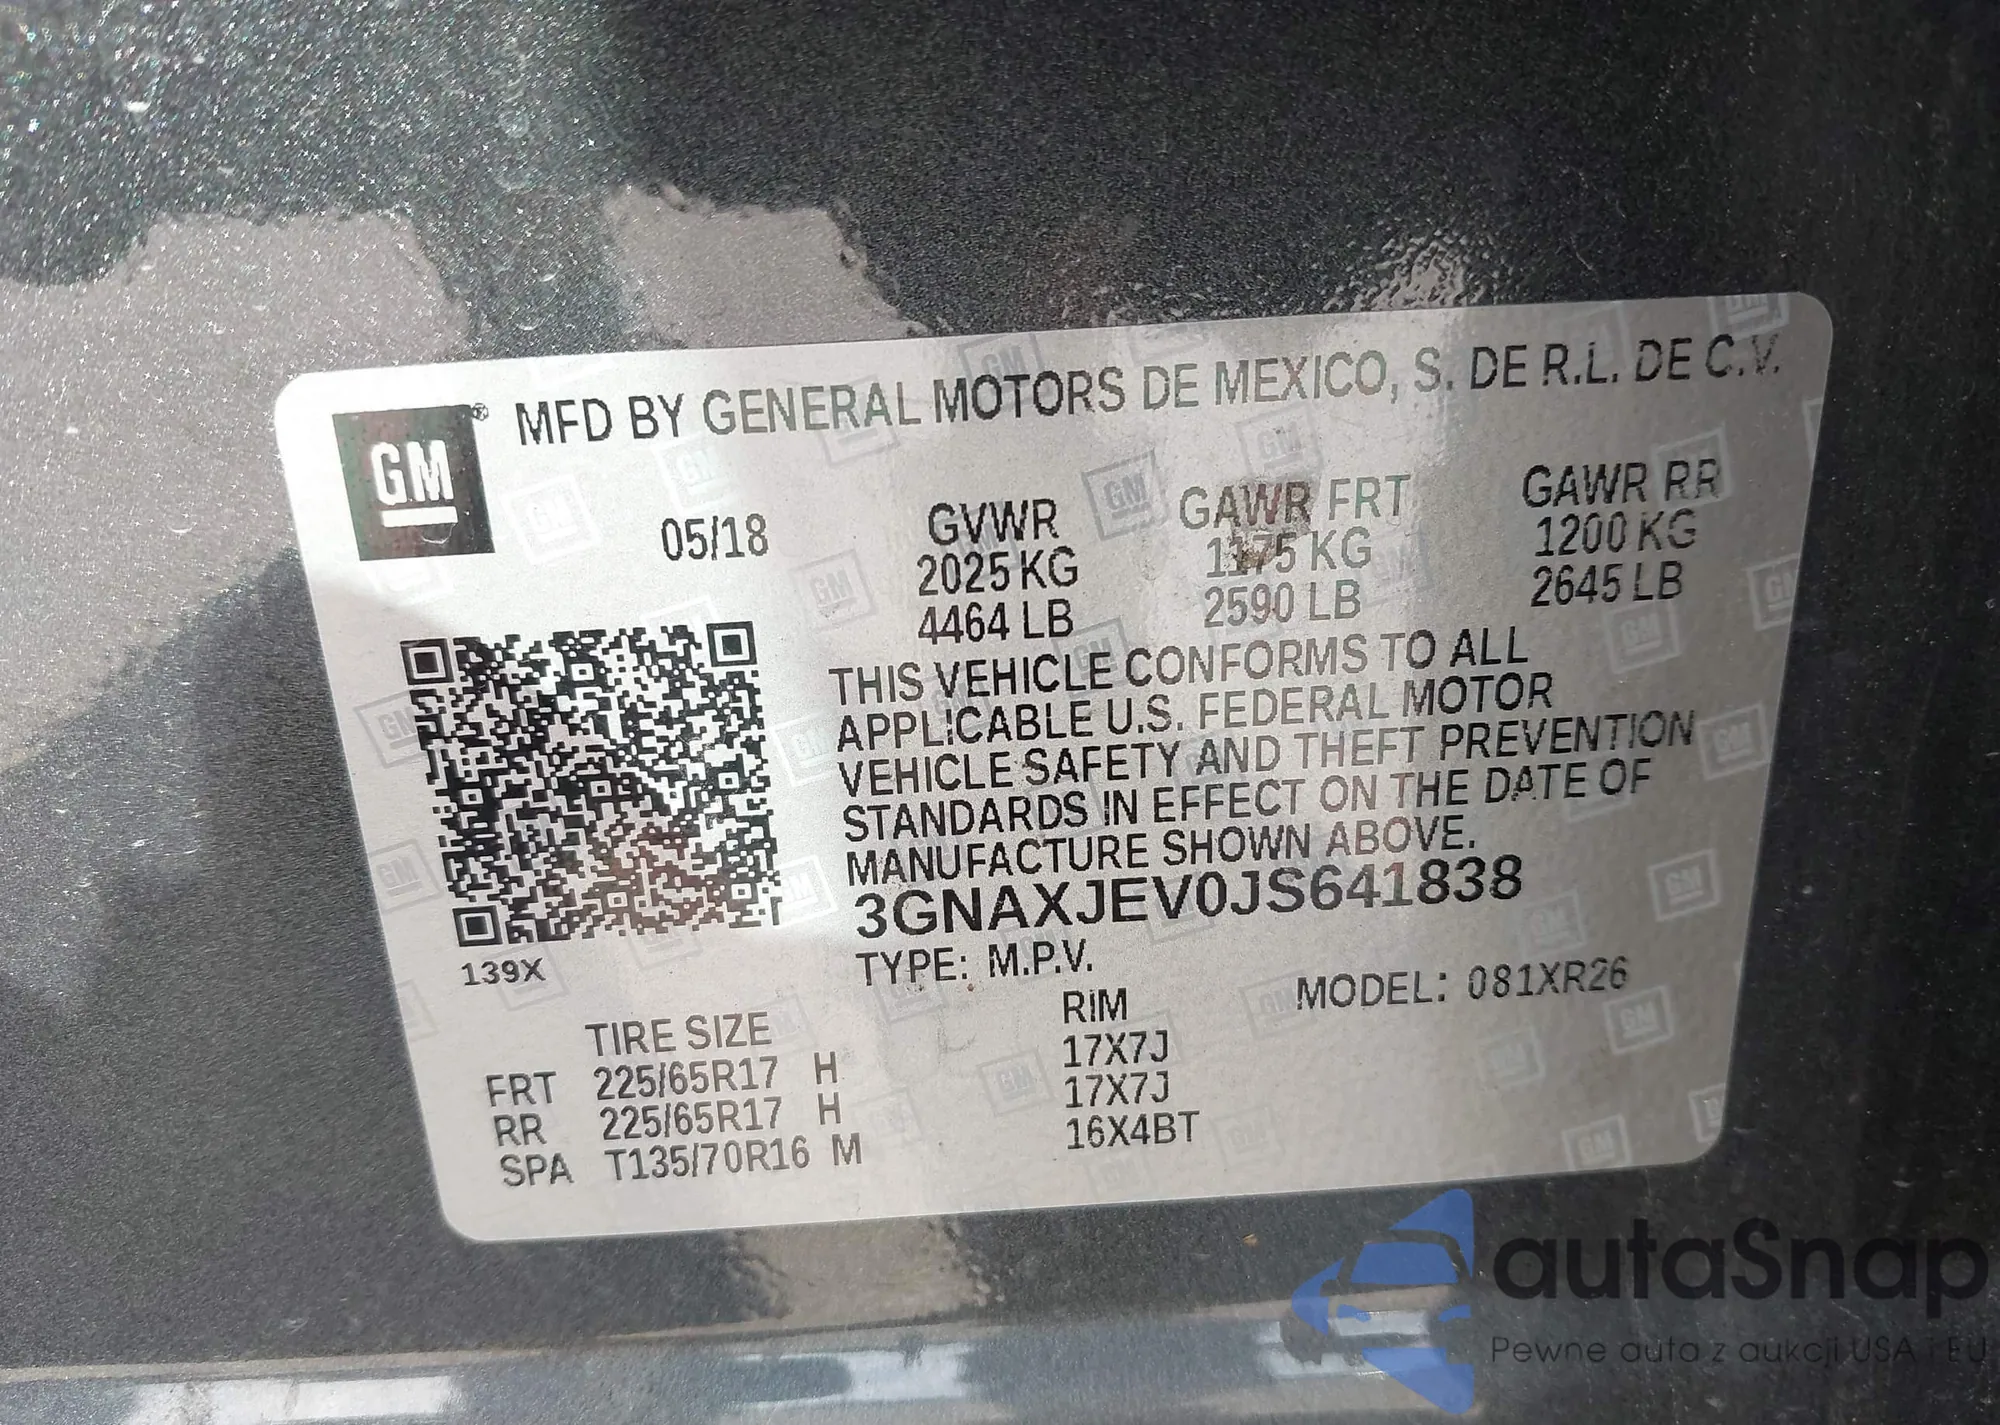 GM
® MFD BY GENERAL MOTORS DE MEXICO, S. DE R.L. DE C.V.
05/18
GVWR GAWR FRT GAWR RR
2025 KG 1175 KG 1200 KG
4464 LB 2590 LB 2645 LB
THIS VEHICLE CONFORMS TO ALL
APPLICABLE U.S. FEDERAL MOTOR
VEHICLE SAFETY AND THEFT PREVENTION
STANDARDS IN EFFECT ON THE DATE OF
MANUFACTURE SHOWN ABOVE.
3GNAXJEV0JS641838
139X
TYPE: M.P.V. MODEL: 081XR26
TIRE SIZE RIM
FRT 225/65R17 H 17X7J
RR 225/65R17 H 17X7J
SPA T135/70R16 M 16X4BT
autaSnap
Pewne auta z aukcji USA i EU